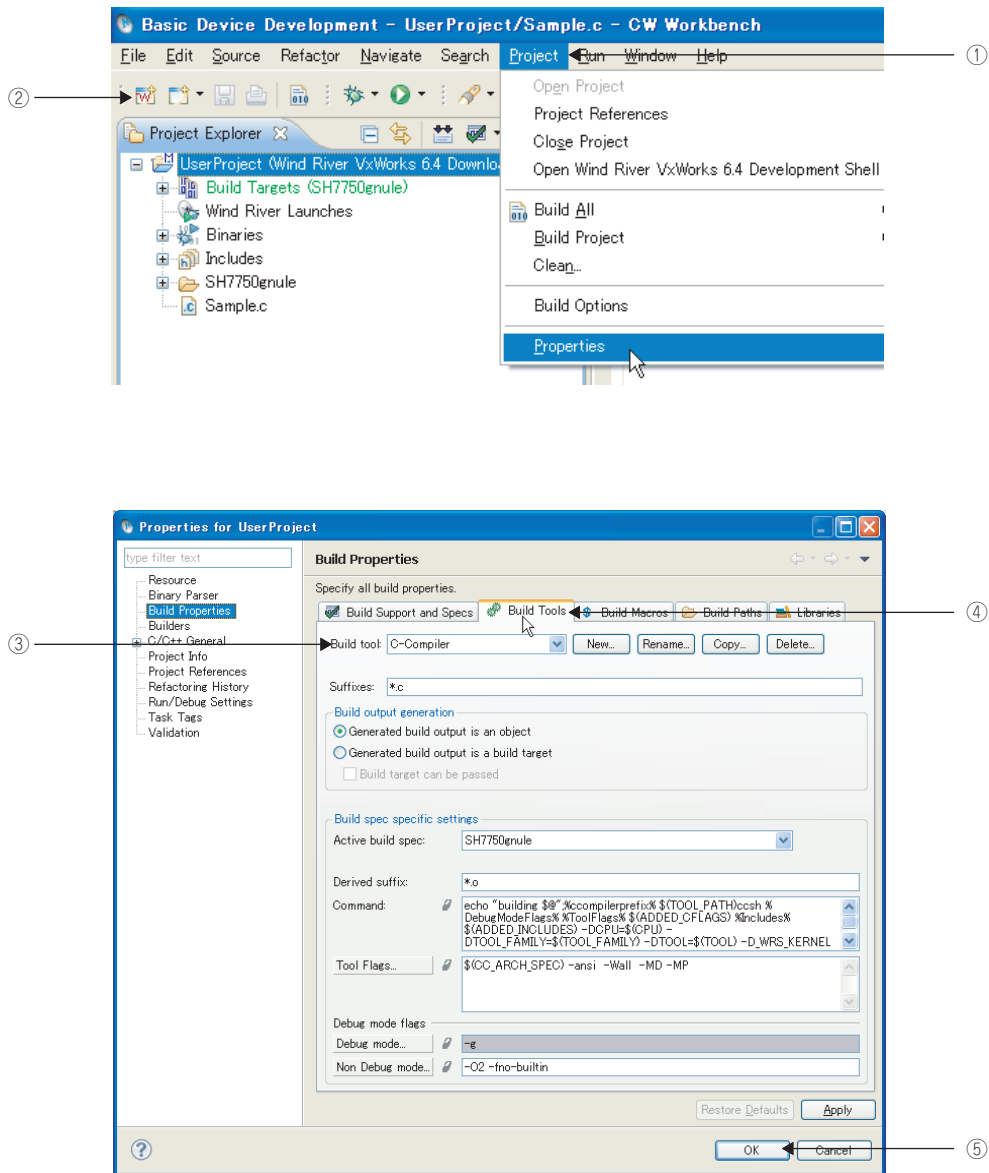 Basic Device Development - UserProject/Sample.c - CW Workbench
File Edit Source Refactor Navigate Search Project Run Window Help
①
②
Open Project
Project References
Close Project
Open Wind River VxWorks 6.4 Development Shell
Build All
Build Project
Clean...
Build Options
Properties
Project Explorer
UserProject (Wind River VxWorks 6.4 Downlo
Build Targets (SH7750gnule)
Wind River Launches
Binaries
Includes
SH7750gnule
Sample.c
Properties for UserProject
type filter text
Resource
Binary Parser
Build Properties
Builders
C/C++ General
Project Info
Project References
Refactoring History
Run/Debug Settings
Task Tags
Validation
Build Properties
Specify all build properties.
Build Support and Specs Build Tools $ Build Macros Build Paths Libraries
④
③
Build tool: C-Compiler New... Rename... Copy... Delete...
Suffixes: *.c
Build output generation
Generated build output is an object
Generated build output is a build target
Build target can be passed
Build spec specific settings
Active build spec: SH7750gnule
Derived suffix: *.o
Command: echo "building $@";%ccompilerprefix% $(TOOL_PATH)ccsh %
DebugModeFlags% %ToolFlags% $(ADDED_CFLAGS) %Includes%
$(ADDED_INCLUDES) -DCPU=$(CPU) -
DTOOL_FAMILY=$(TOOL_FAMILY) -DTOOL=$(TOOL) -D_WRS_KERNEL
Tool Flags... $(CC_ARCH_SPEC) -ansi -Wall -MD -MP
Debug mode flags
Debug mode... -g
Non Debug mode... -O2 -fno-builtin
Restore Defaults Apply
OK Cancel
⑤